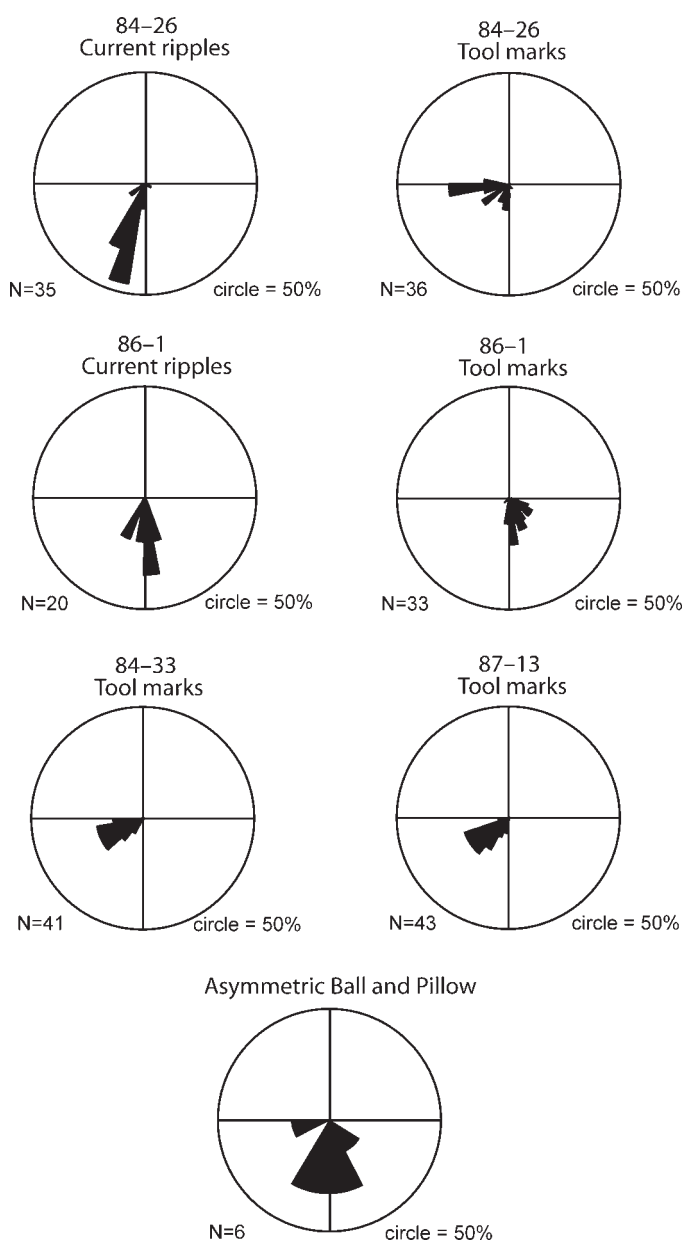 84–26
Current ripples
N=35
circle = 50%
84–26
Tool marks
N=36
circle = 50%
86–1
Current ripples
N=20
circle = 50%
86–1
Tool marks
N=33
circle = 50%
84–33
Tool marks
N=41
circle = 50%
87–13
Tool marks
N=43
circle = 50%
Asymmetric Ball and Pillow
N=6
circle = 50%